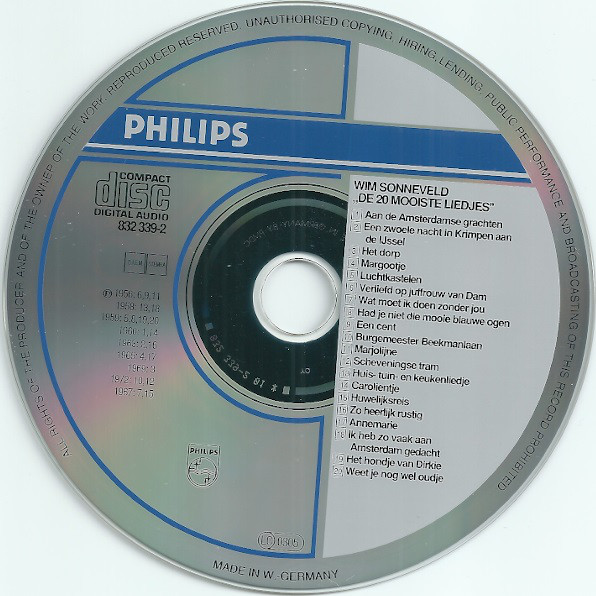 ALL RIGHTS OF THE PRODUCER AND OF THE OWNER OF THE WORK REPRODUCED RESERVED. UNAUTHORISED COPYING, HIRING, LENDING, PUBLIC PERFORMANCE AND BROADCASTING OF THIS RECORD PROHIBITED
PHILIPS
COMPACT
disc
DIGITAL AUDIO
832 339-2
WIM SONNEVELD
„DE 20 MOOISTE LIEDJES"
1 Aan de Amsterdamse grachten
2 Een zwoele nacht in Krimpen aan
de IJssel
3 Het dorp
4 Margootje
5 Luchtkastelen
6 Verliefd op juffrouw van Dam
7 Wat moet ik doen zonder jou
8 Had je niet die mooie blauwe ogen
9 Een cent
10 Burgemeester Beekmanlaan
11 Marjolijne
12 Scheveningse tram
13 Huis- tuin- en keukenliedje
14 Carolientje
15 Huwelijksreis
16 Zo heerlijk rustig
17 Annemarie
18 Ik heb zo vaak aan
Amsterdam gedacht
19 Het hondje van Dirkie
20 Weet je nog wel oudje
PHILIPS
MADE IN W.-GERMANY